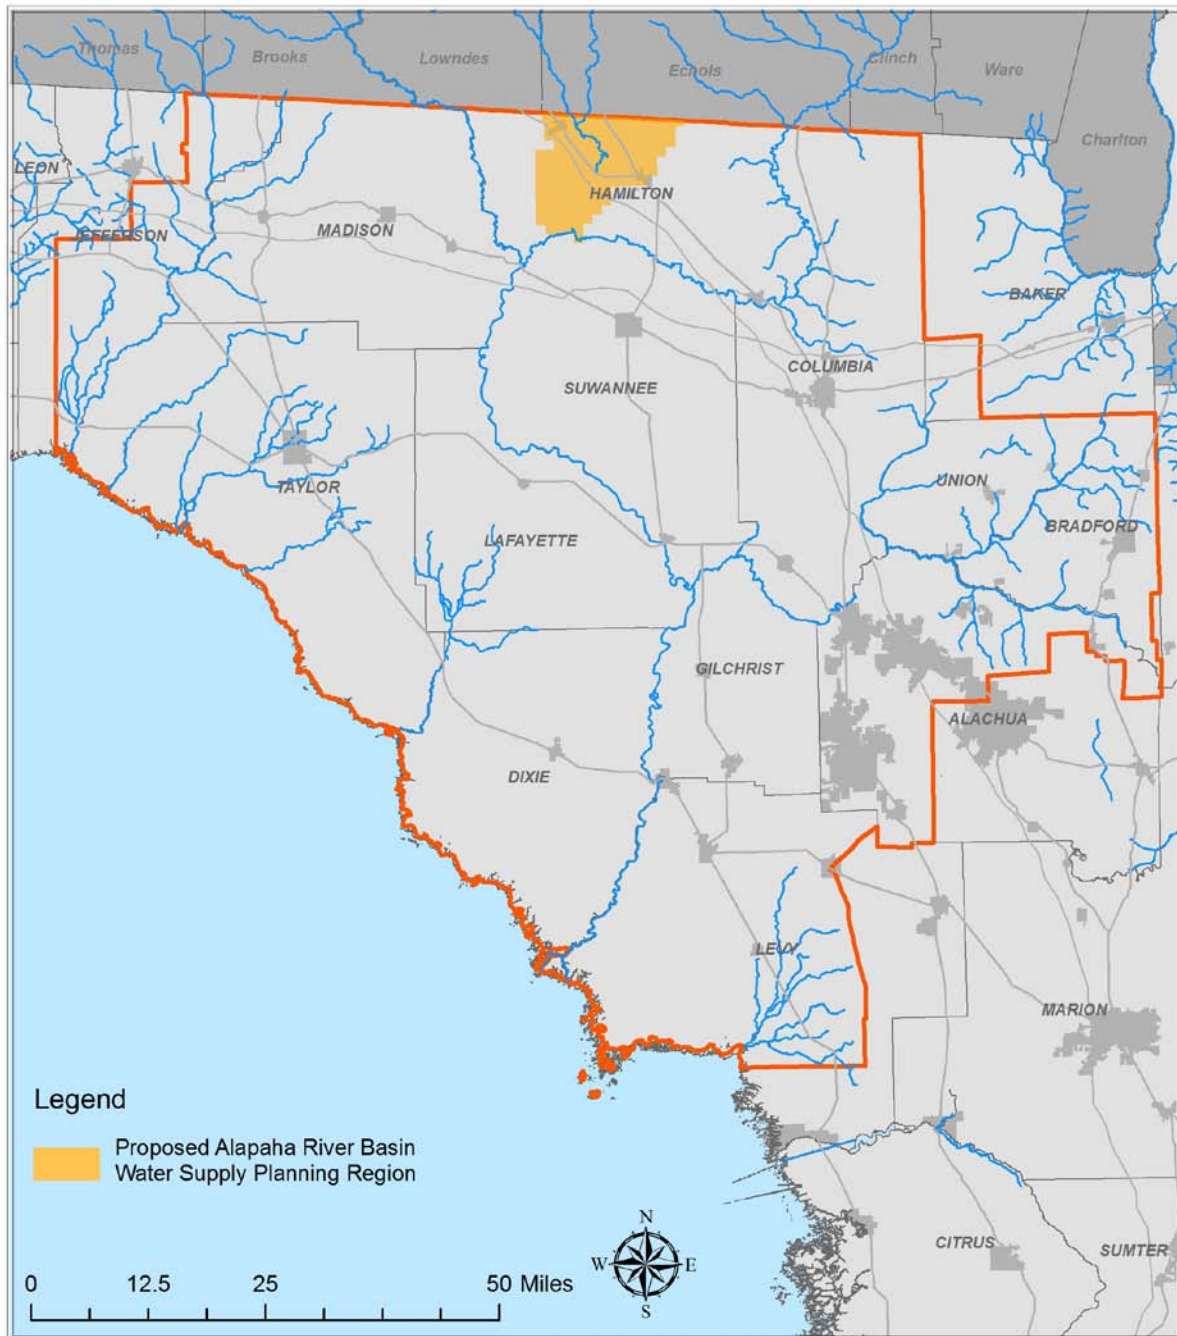 Thomas
Brooks
Lowndes
Echols
Clinch
Ware
Charlton
LEON
HAMILTON
JEFFERSON
MADISON
BAKER
COLUMBIA
SUWANNEE
UNION
TAYLOR
BRADFORD
LAFAYETTE
GILCHRIST
ALACHUA
DIXIE
LEVY
MARION
Legend
Proposed Alapaha River Basin
Water Supply Planning Region
N
W E
S
CITRUS
SUMTER
0 12.5 25 50 Miles